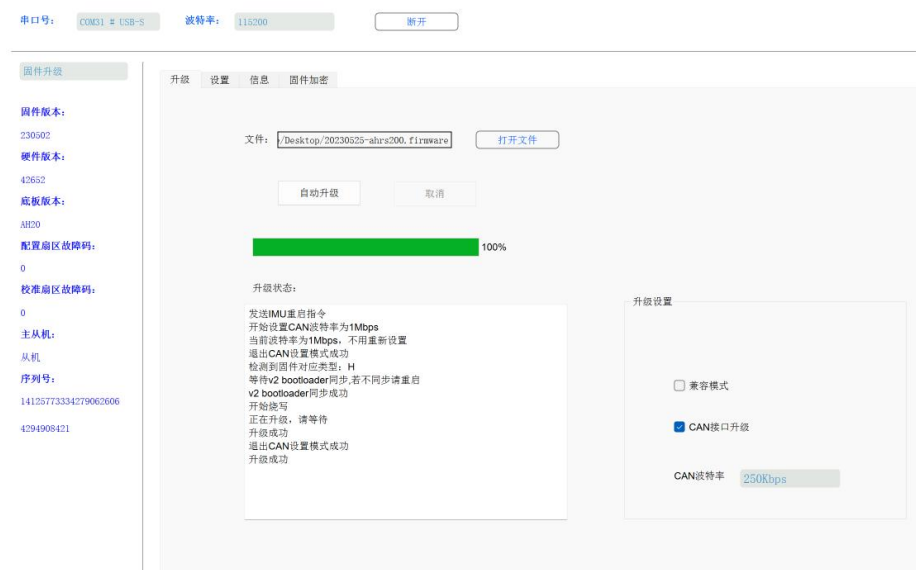 串口号： COM31 # USB-S 波特率： 115200 断开
固件升级
升级 设置 信息 固件加密
固件版本：
230502
硬件版本：
42652
底板版本：
AH20
配置扇区故障码：
0
校准扇区故障码：
0
主从机：
从机
序列号：
14125773334279062606
4294908421
文件： /Desktop/20230525-ahrs200.firmware 打开文件
自动升级 取消
100%
升级状态：
发送IMU重启指令
开始设置CAN波特率为1Mbps
当前波特率为1Mbps，不用重新设置
退出CAN设置模式成功
检测到固件对应类型：H
等待v2 bootloader同步,若不同步请重启
v2 bootloader同步成功
开始烧写
正在升级，请等待
升级成功
退出CAN设置模式成功
升级成功
升级设置
兼容模式
CAN接口升级
CAN波特率 250Kbps